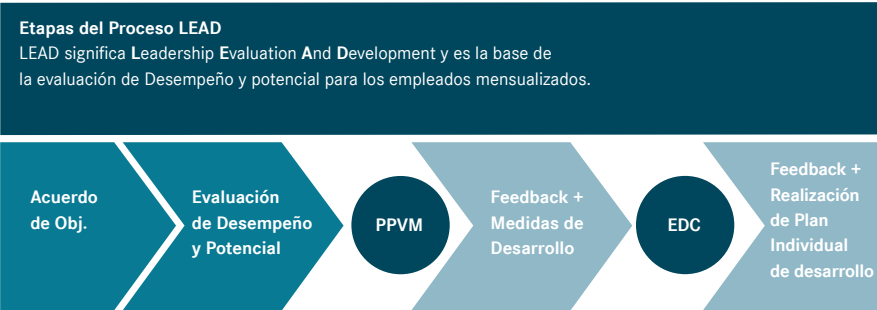 Etapas del Proceso LEAD
LEAD significa Leadership Evaluation And Development y es la base de
la evaluación de Desempeño y potencial para los empleados mensualizados.
Acuerdo
de Obj.
Evaluación
de Desempeño
y Potencial
PPVM
Feedback +
Medidas de
Desarrollo
EDC
Feedback +
Realización
de Plan
Individual
de desarrollo